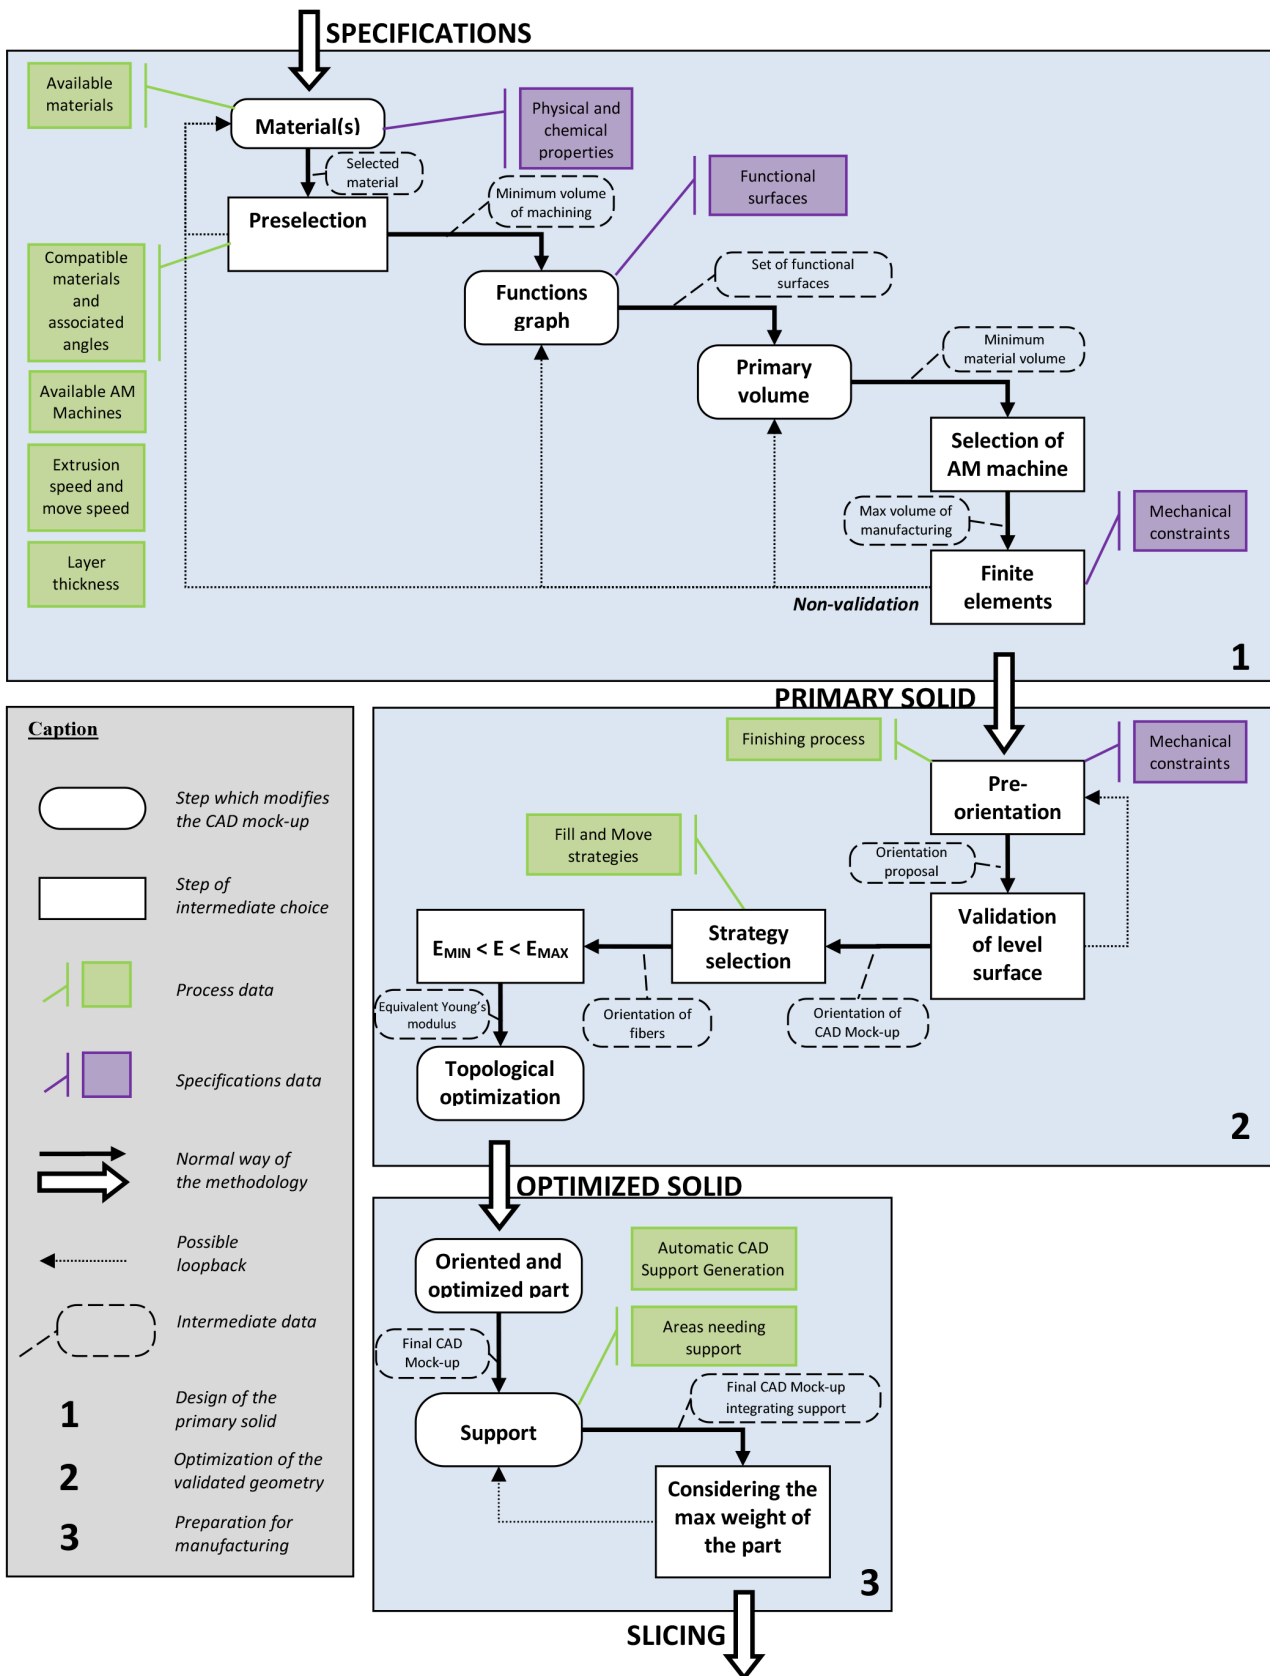 SPECIFICATIONS
Available
materials
Material(s)
Physical and
chemical
properties
Selected
material
Preselection
Minimum volume
of machining
Functional
surfaces
Compatible
materials
and
associated
angles
Functions
graph
Set of functional
surfaces
Available AM
Machines
Primary
volume
Minimum
material volume
Extrusion
speed and
move speed
Selection of
AM machine
Max volume of
manufacturing
Mechanical
constraints
Layer
thickness
Finite
elements
Non-validation
1
PRIMARY SOLID
Caption
Step which modifies
the CAD mock-up
Step of
intermediate choice
Process data
Specifications data
Normal way of
the methodology
Possible
loopback
Intermediate data
1
Design of the
primary solid
2
Optimization of the
validated geometry
3
Preparation for
manufacturing
Finishing process
Mechanical
constraints
Pre-
orientation
Fill and Move
strategies
Orientation
proposal
Validation
of level
surface
Strategy
selection
EMIN < E < EMAX
Equivalent Young's
modulus
Orientation of
fibers
Orientation of
CAD Mock-up
Topological
optimization
2
OPTIMIZED SOLID
Oriented and
optimized part
Automatic CAD
Support Generation
Areas needing
support
Final CAD
Mock-up
Final CAD Mock-up
integrating support
Support
Considering the
max weight of
the part
3
SLICING